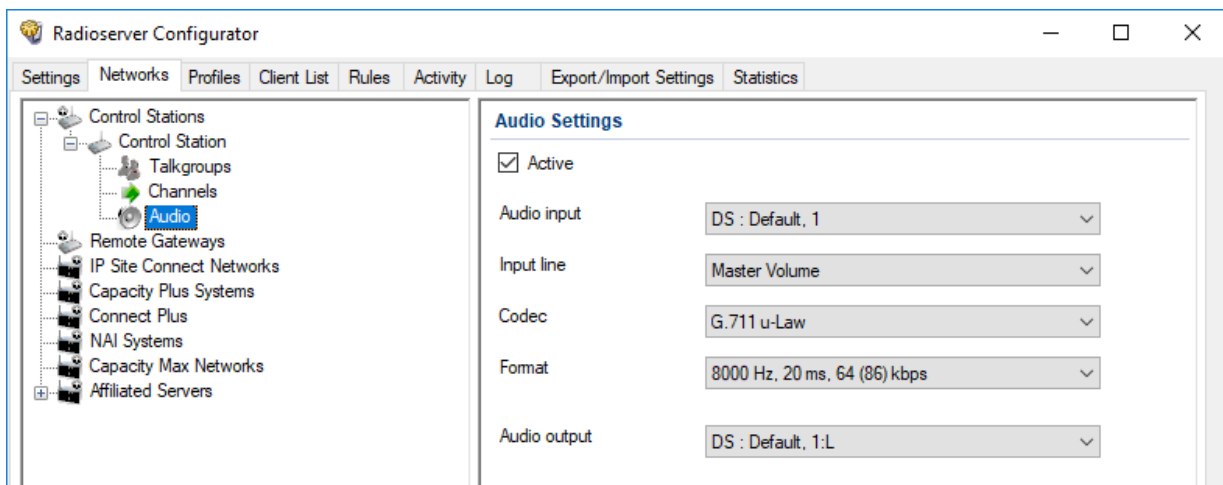 Radioserver Configurator
Settings Networks Profiles Client List Rules Activity Log Export/Import Settings Statistics
Control Stations
Control Station
Talkgroups
Channels
Audio
Remote Gateways
IP Site Connect Networks
Capacity Plus Systems
Connect Plus
NAI Systems
Capacity Max Networks
Affiliated Servers
Audio Settings
Active
Audio input DS : Default, 1
Input line Master Volume
Codec G.711 u-Law
Format 8000 Hz, 20 ms, 64 (86) kbps
Audio output DS : Default, 1:L